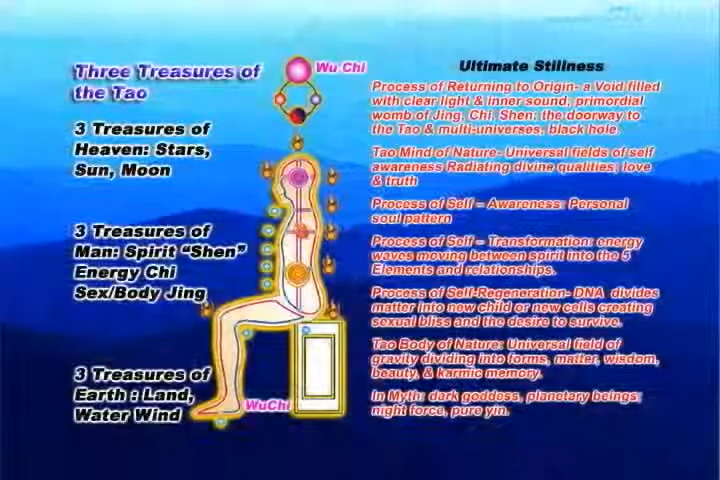 Three Treasures of
the Tao
3 Treasures of
Heaven: Stars,
Sun, Moon
3 Treasures of
Man: Spirit “Shen”
Energy Chi
Sex/Body Jing
3 Treasures of
Earth : Land,
Water Wind
Wu Chi
WuChi
Ultimate Stillness
Process of Returning to Origin- a Void filled
with clear light & inner sound, primordial
womb of Jing, Chi, Shen: the doorway to
the Tao & multi-universes, black hole.
Tao Mind of Nature- Universal fields of self
awareness Radiating divine qualities; love
& truth
Process of Self – Awareness: Personal
soul pattern
Process of Self – Transformation: energy
waves moving between spirit into the 5
Elements and relationships.
Process of Self-Regeneration- DNA divides
matter into new child or new cells creating
sexual bliss and the desire to survive.
Tao Body of Nature: Universal field of
gravity dividing into forms, matter, wisdom,
beauty, & karmic memory.
In Myth: dark goddess, planetary beings;
night force, pure yin.